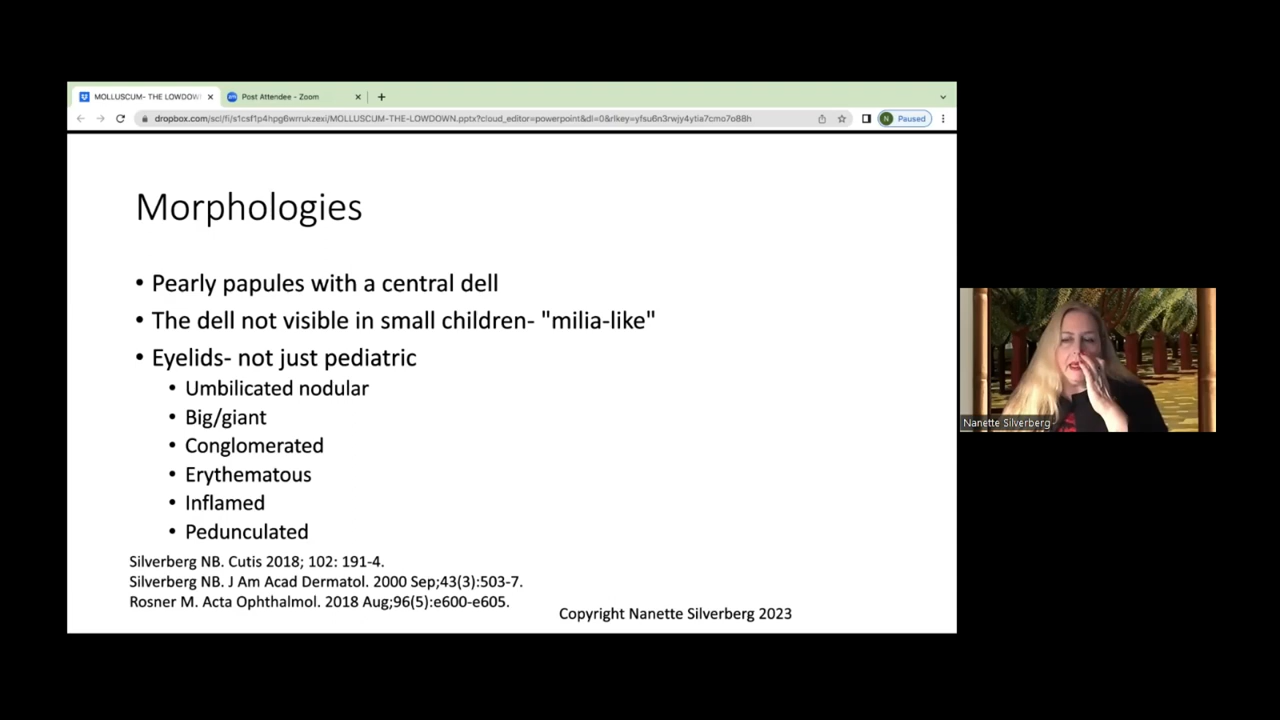 MOLLUSCUM- THE LOWDOW
Post Attendee - Zoom
dropbox.com/scl/fi/s1csf1p4hpg6wrrukzexi/MOLLUSCUM-THE-LOWDOWN.pptx?cloud_editor=powerpoint&dl=0&rlkey=yfsu6n3rwjy4ytia7cmo7o88h
N Paused
Morphologies
• Pearly papules with a central dell
• The dell not visible in small children- "milia-like"
• Eyelids- not just pediatric
• Umbilicated nodular
• Big/giant
• Conglomerated
• Erythematous
• Inflamed
• Pedunculated
Silverberg NB. Cutis 2018; 102: 191-4.
Silverberg NB. J Am Acad Dermatol. 2000 Sep;43(3):503-7.
Rosner M. Acta Ophthalmol. 2018 Aug;96(5):e600-e605.
Copyright Nanette Silverberg 2023
Nanette Silverberg